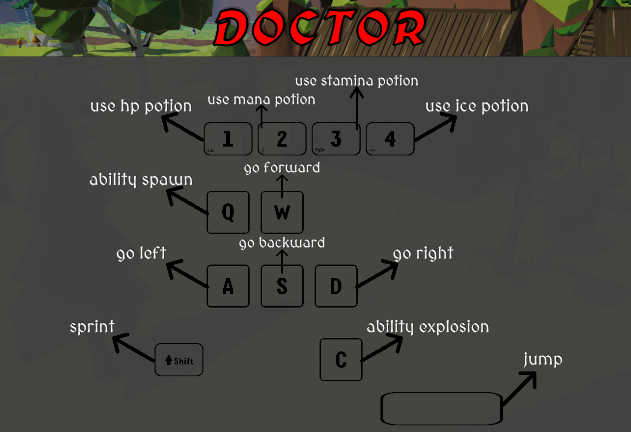 DOCTOR
use stamina potion
use hp potion
use mana potion
use ice potion
1 2 3 4
go forward
ability spawn
Q W
go backward
go left
go right
A S D
sprint
ability explosion
Shift
C
jump